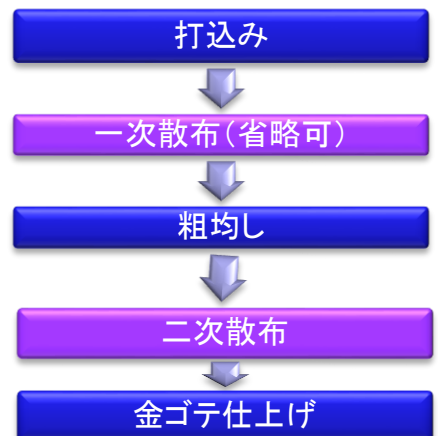 打込み
一次散布(省略可)
粗均し
二次散布
金ゴテ仕上げ